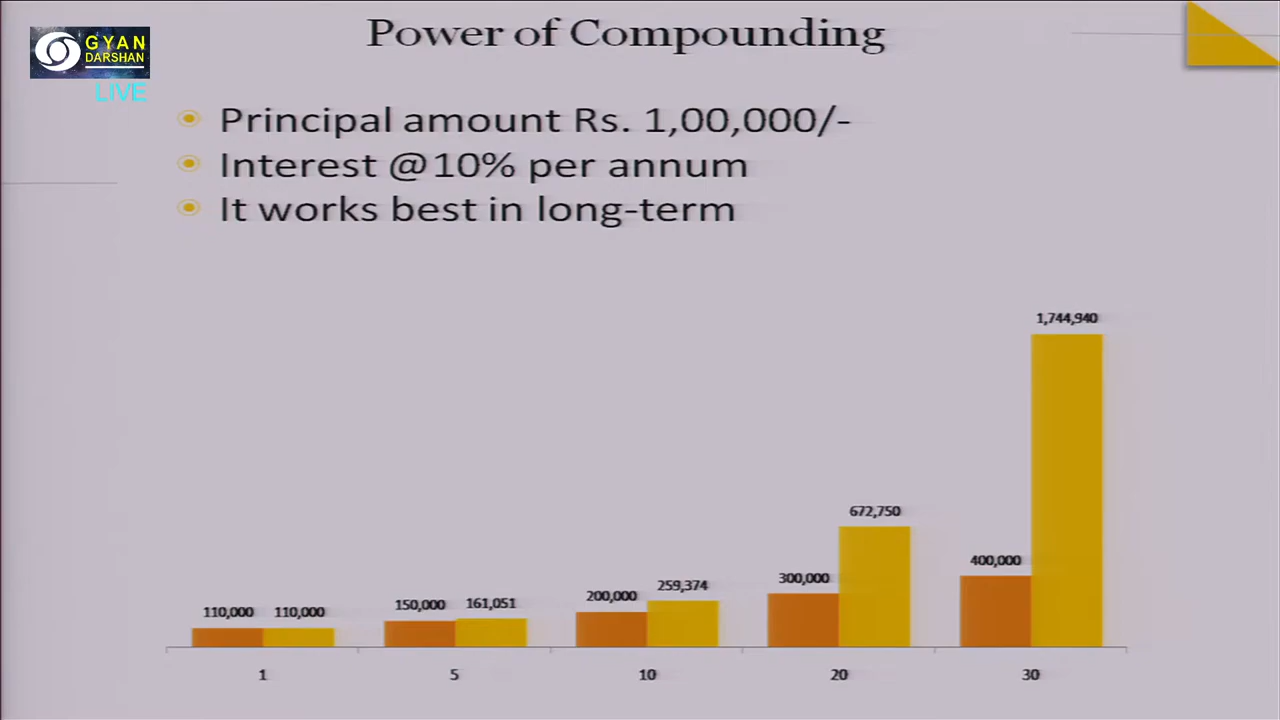 Power of Compounding
GYAN
DARSHAN
LIVE
Principal amount Rs. 1,00,000/-
Interest @10% per annum
It works best in long-term
1,744,940
672,750
400,000
300,000
259,374
200,000
161,051
150,000
110,000 110,000
1 5 10 20 30